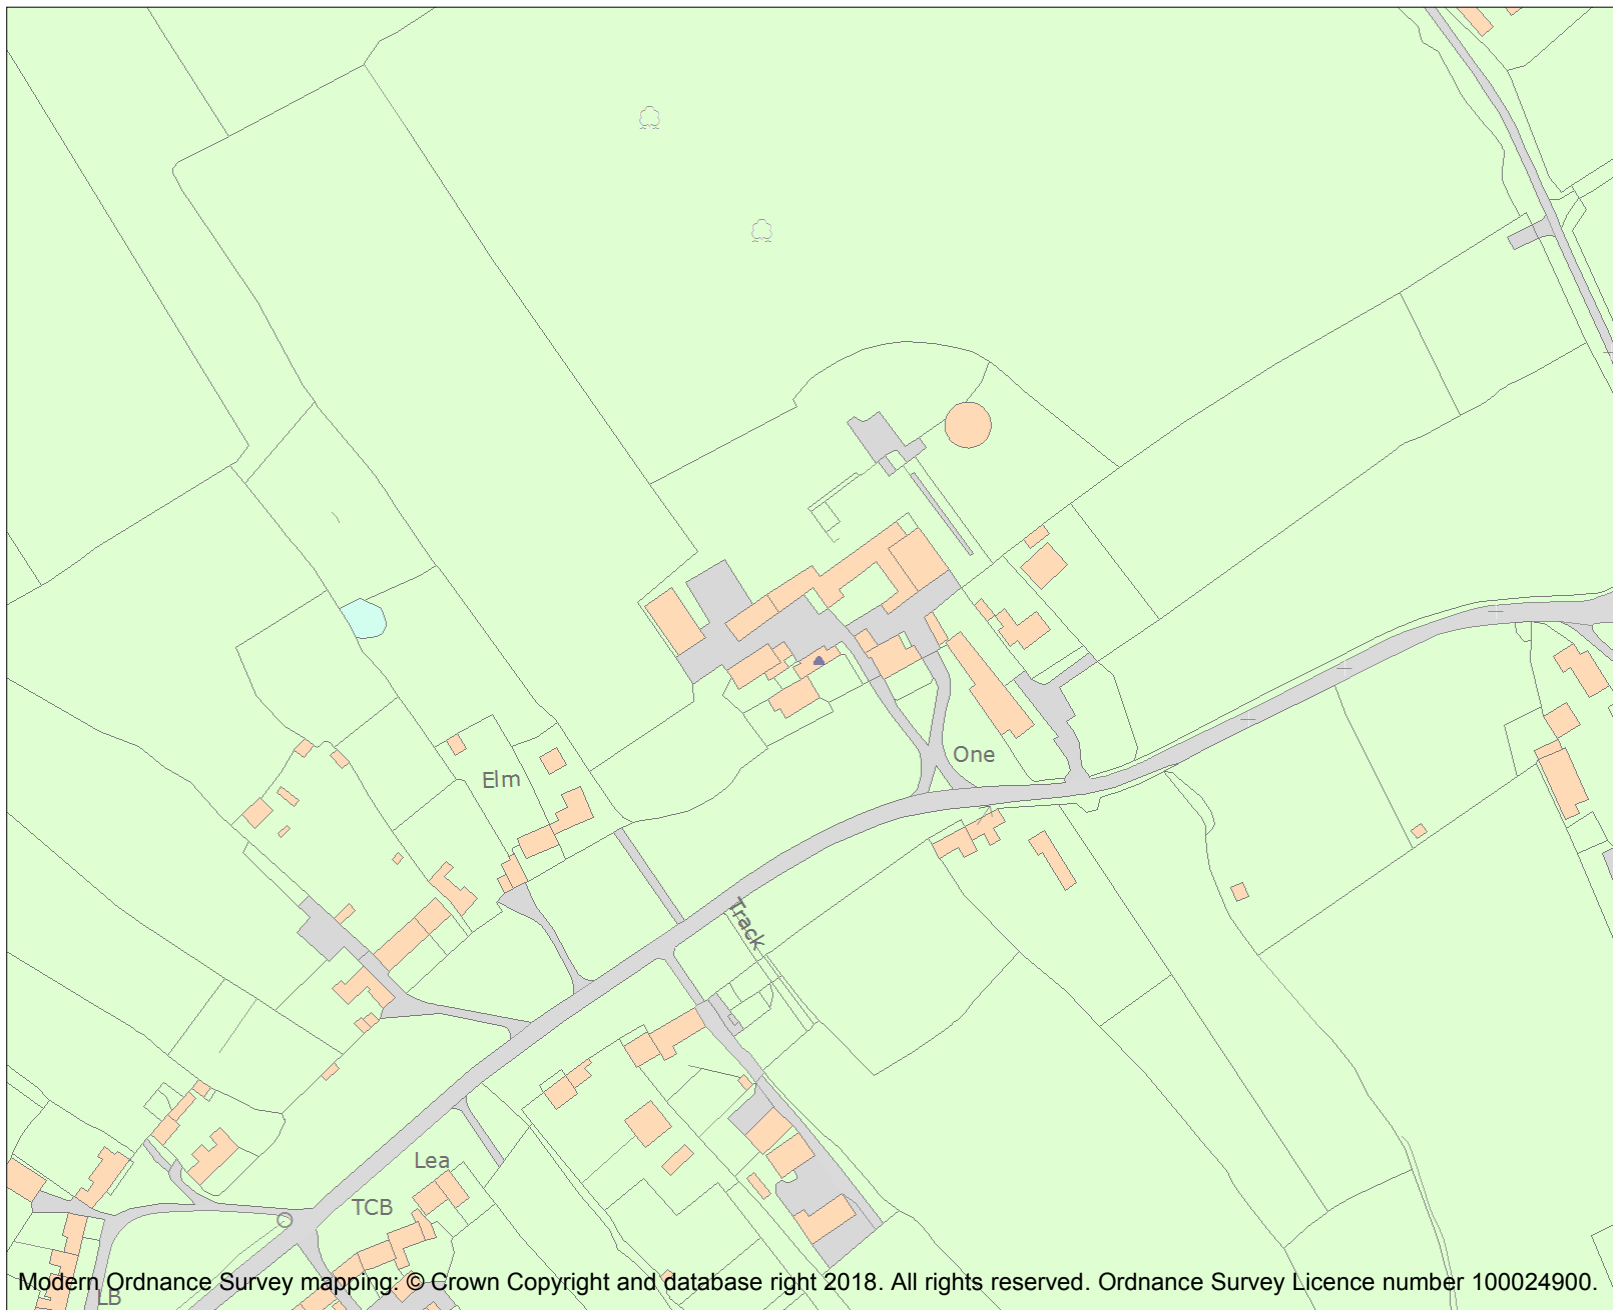 One
Elm
Track
Lea
TCB
Modern Ordnance Survey mapping: © Crown Copyright and database right 2018. All rights reserved. Ordnance Survey Licence number 100024900.
LB